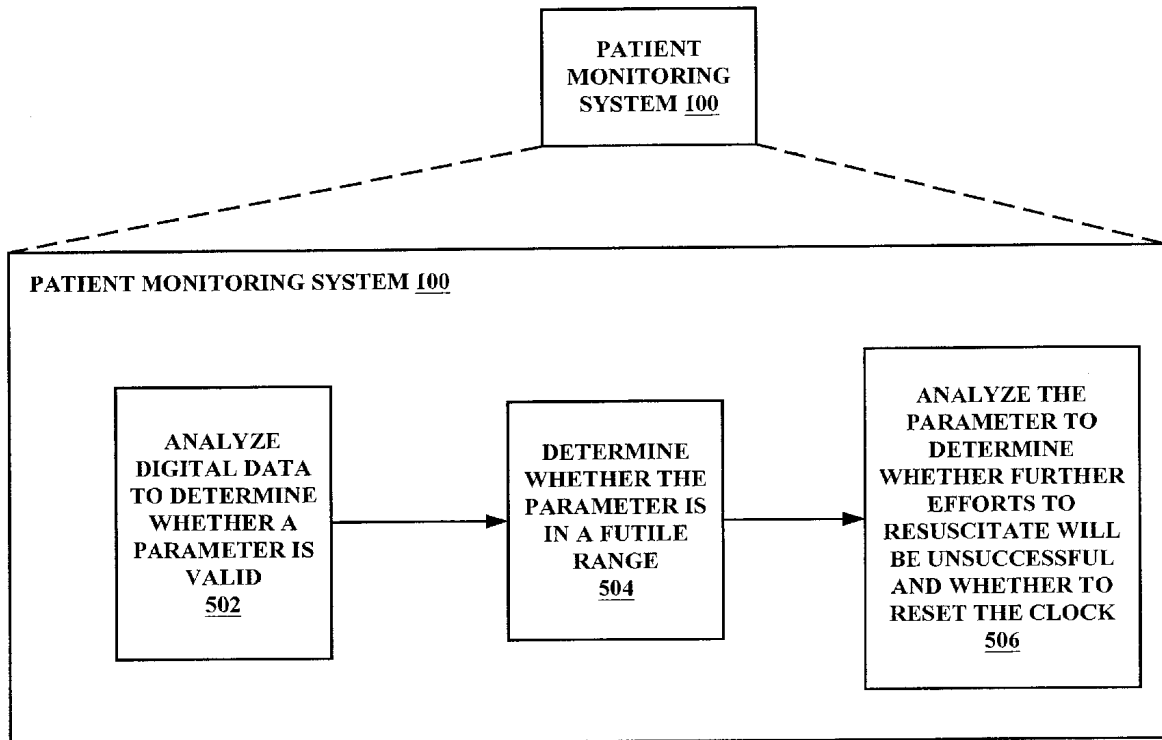 PATIENT
MONITORING
SYSTEM 100
PATIENT MONITORING SYSTEM 100
ANALYZE
DIGITAL DATA
TO DETERMINE
WHETHER A
PARAMETER IS
VALID
502
DETERMINE
WHETHER THE
PARAMETER IS
IN A FUTILE
RANGE
504
ANALYZE THE
PARAMETER TO
DETERMINE
WHETHER FURTHER
EFFORTS TO
RESUSCITATE WILL
BE UNSUCCESSFUL
AND WHETHER TO
RESET THE CLOCK
506